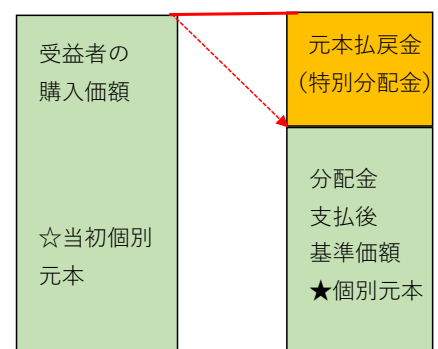 受益者の
購入価額
☆当初個別
元本
元本払戻金
(特別分配金)
分配金
支払後
基準価額
★個別元本